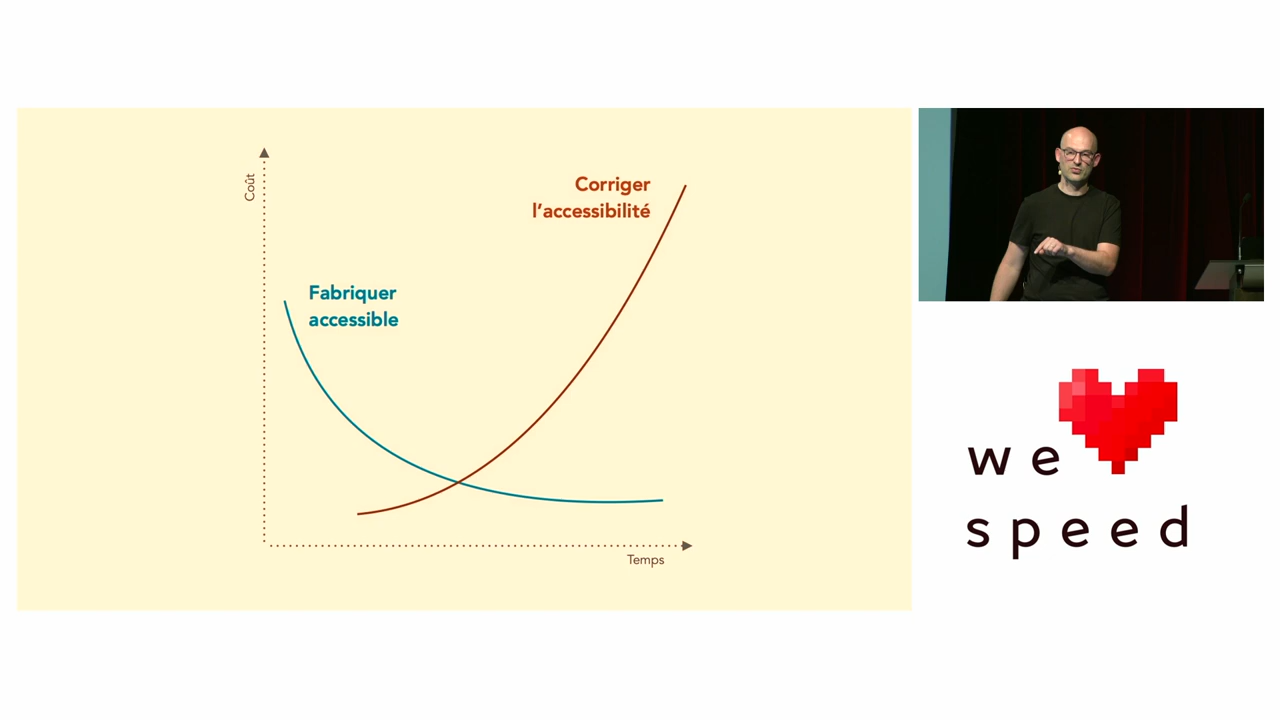 Coût
Corriger
l'accessibilité
Fabriquer
accessible
Temps
we
speed